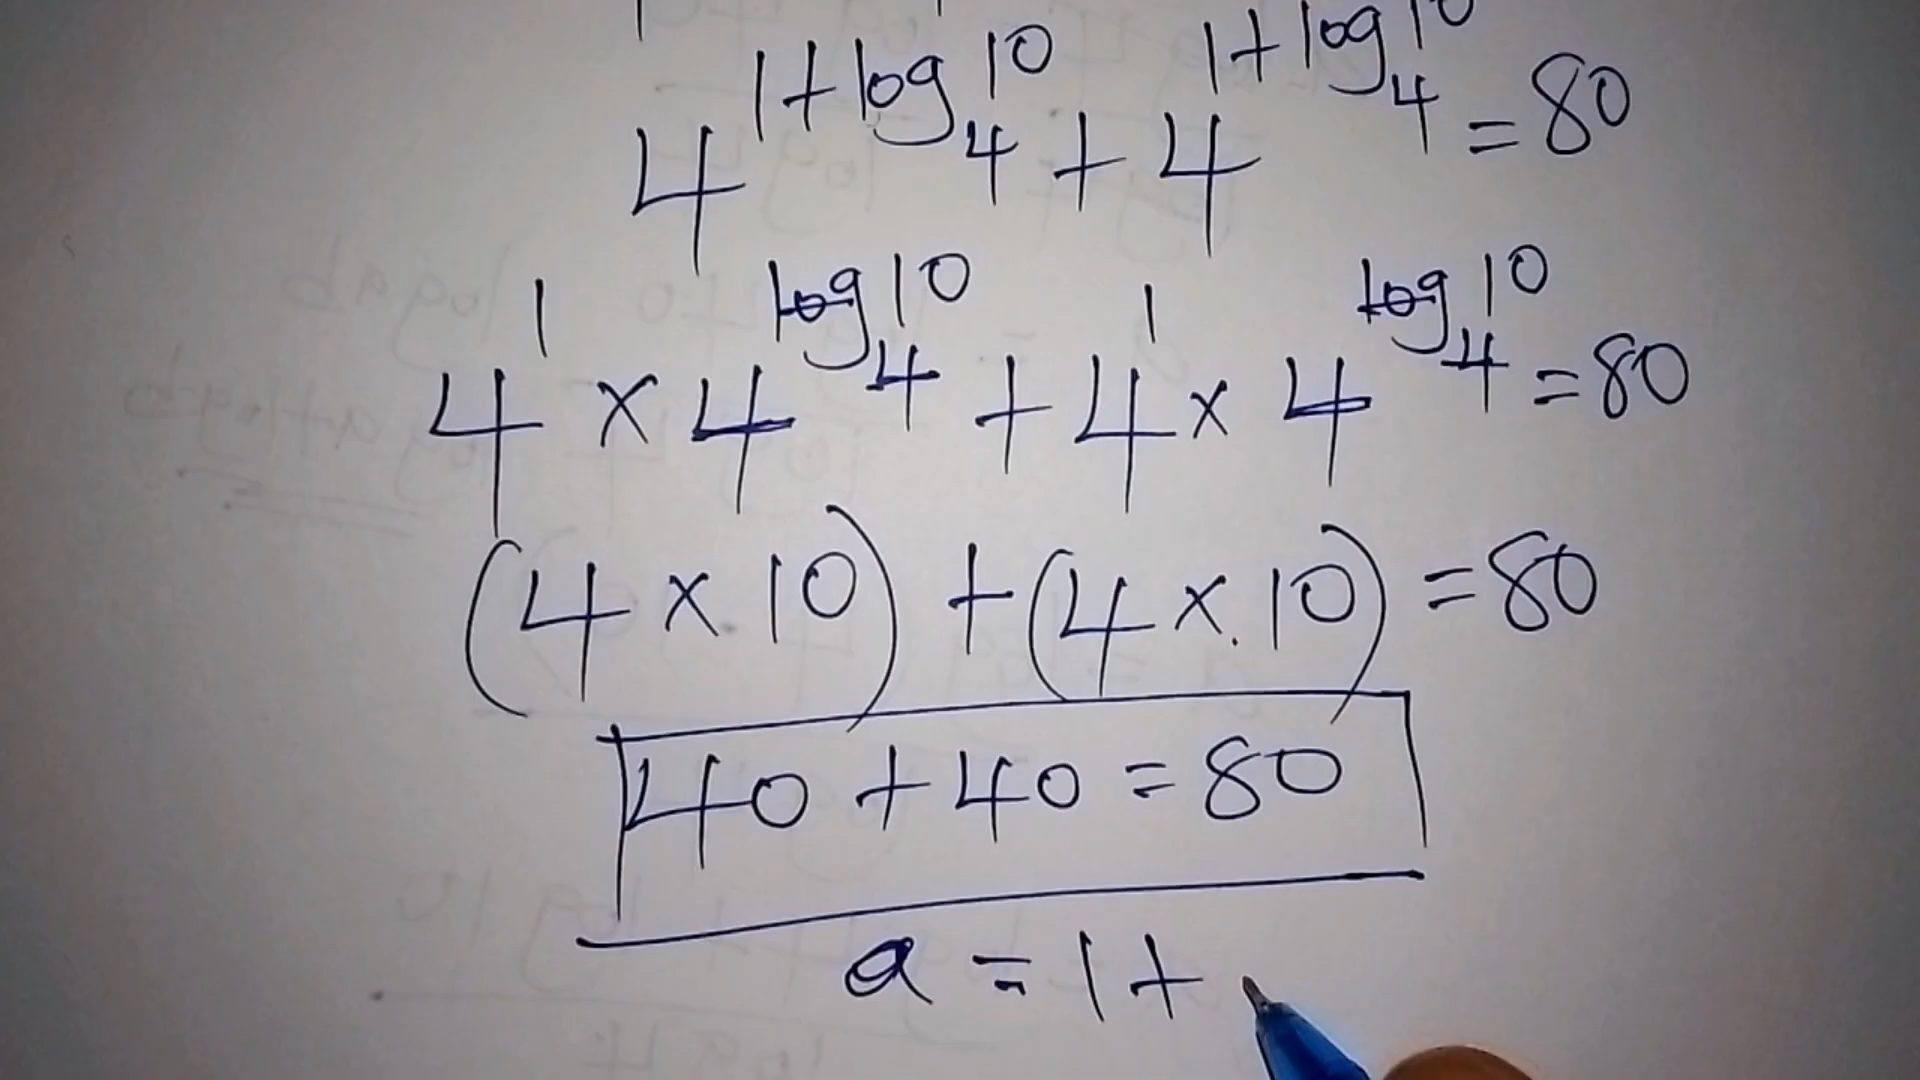 4^{1+log_4 10} + 4^{1+log_4 10} = 80
4^1 × 4^{log_4 10} + 4^1 × 4^{log_4 10} = 80
(4 × 10) + (4 × 10) = 80
40 + 40 = 80
a = 1 +